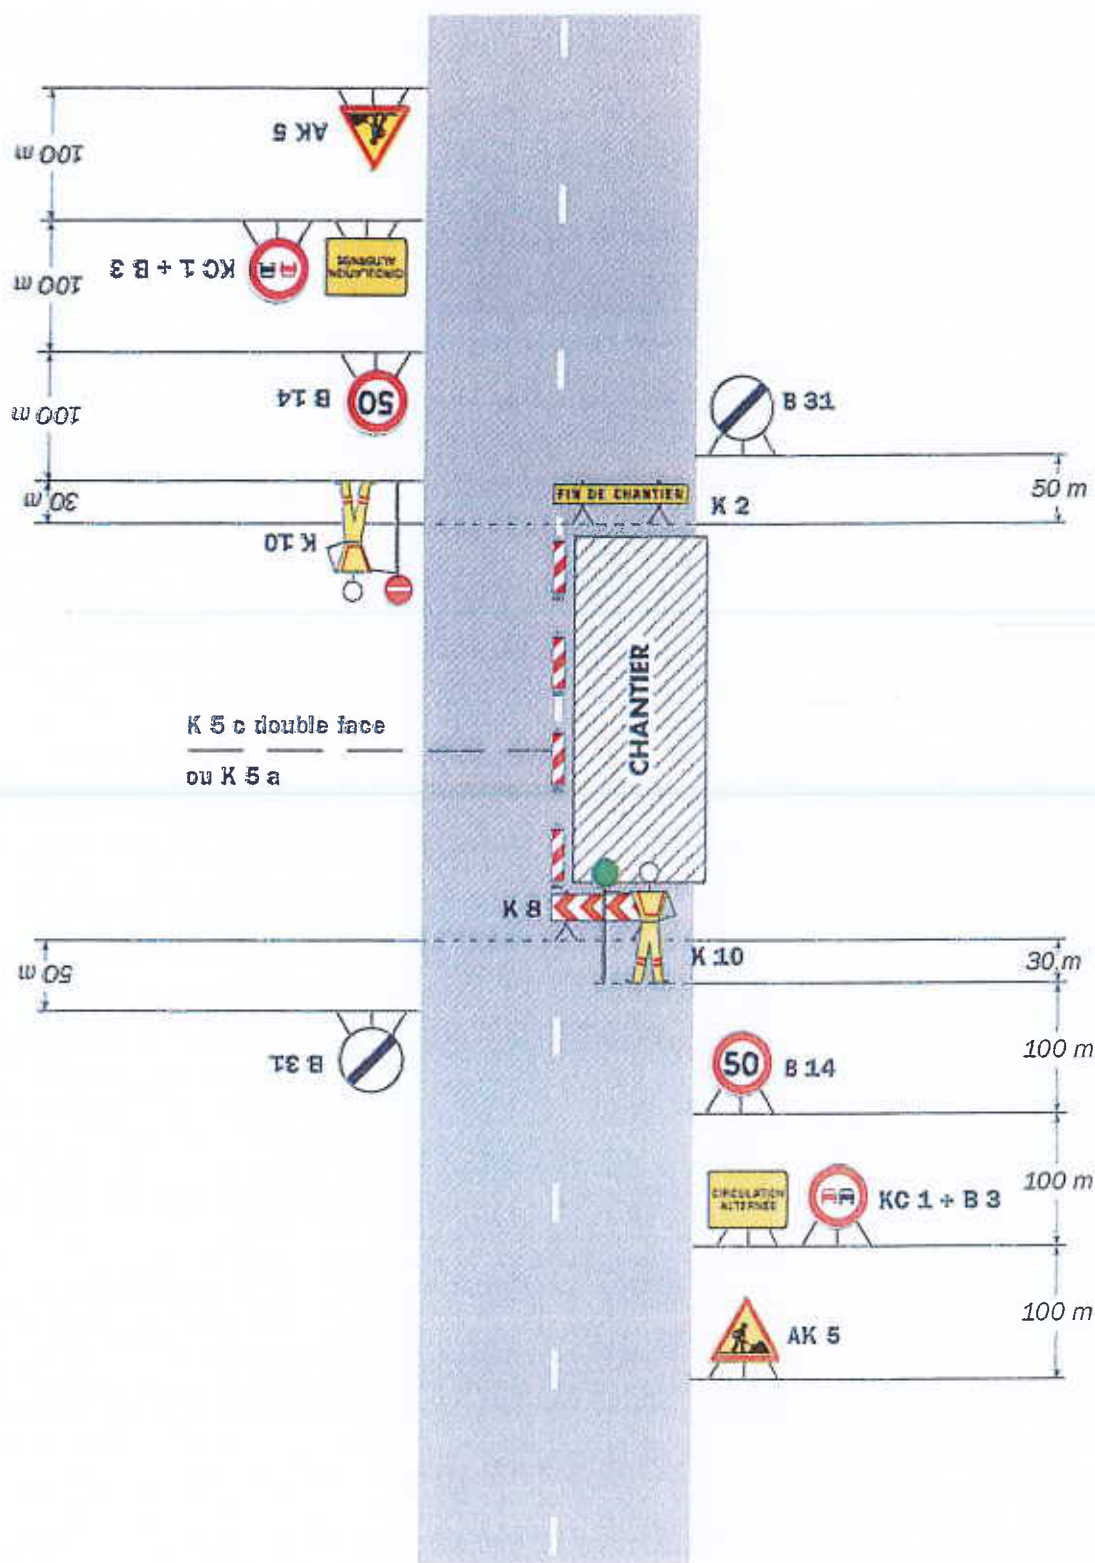 AK 5
100 m
KC 1 + B 3
CIRCULATION
ALTERNÉE
100 m
B 14
50
100 m
B 31
50 m
30 m
FIN DE CHANTIER
K 2
K 10
CHANTIER
K 5 c double face
ou K 5 a
K 8
K 10
30 m
50 m
B 31
50
B 14
100 m
CIRCULATION
ALTERNÉE
KC 1 + B 3
100 m
AK 5
100 m